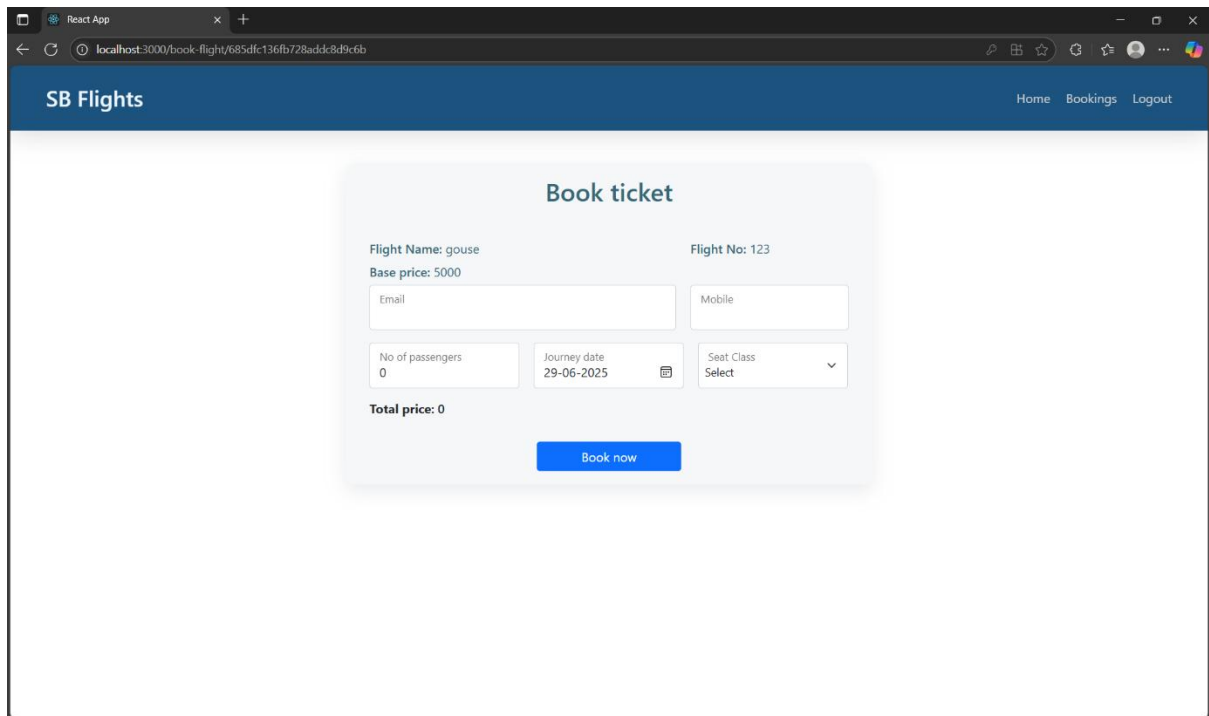 React App
localhost:3000/book-flight/685dfc136fb728addc8d9c6b
SB Flights
Home Bookings Logout
Book ticket
Flight Name: gouse Flight No: 123
Base price: 5000
Email Mobile
No of passengers Journey date Seat Class
0 29-06-2025 Select
Total price: 0
Book now